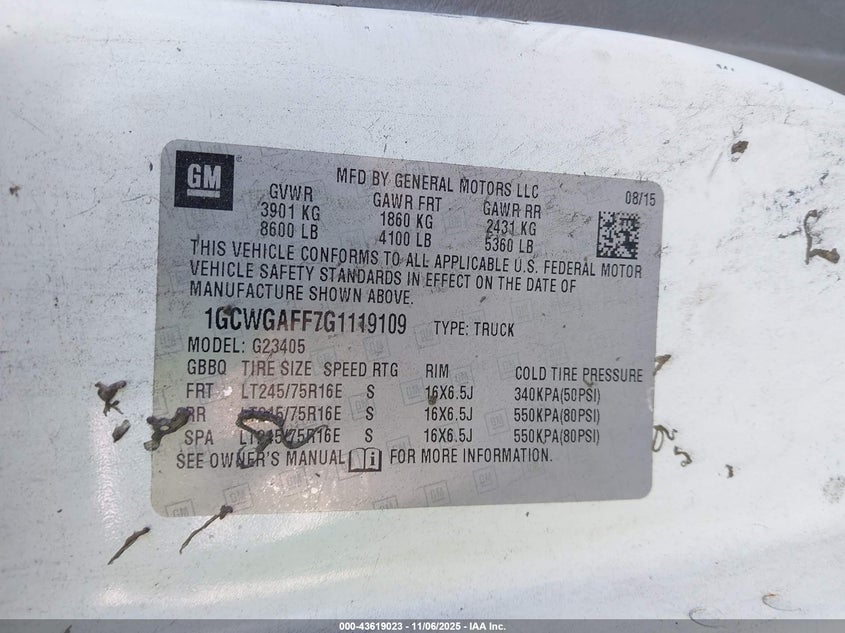 GM
MFD BY GENERAL MOTORS LLC
08/15
GVWR GAWR FRT GAWR RR
3901 KG 1860 KG 2431 KG
8600 LB 4100 LB 5360 LB
THIS VEHICLE CONFORMS TO ALL APPLICABLE U.S. FEDERAL MOTOR
VEHICLE SAFETY STANDARDS IN EFFECT ON THE DATE OF
MANUFACTURE SHOWN ABOVE.
1GCWGAFF7G1119109 TYPE: TRUCK
MODEL: G23405
GBBQ TIRE SIZE SPEED RTG RIM COLD TIRE PRESSURE
FRT LT245/75R16E S 16X6.5J 340KPA(50PSI)
RR LT245/75R16E S 16X6.5J 550KPA(80PSI)
SPA LT245/75R16E S 16X6.5J 550KPA(80PSI)
SEE OWNER'S MANUAL i FOR MORE INFORMATION.
000-43619023 - 11/06/2025 - IAA Inc.